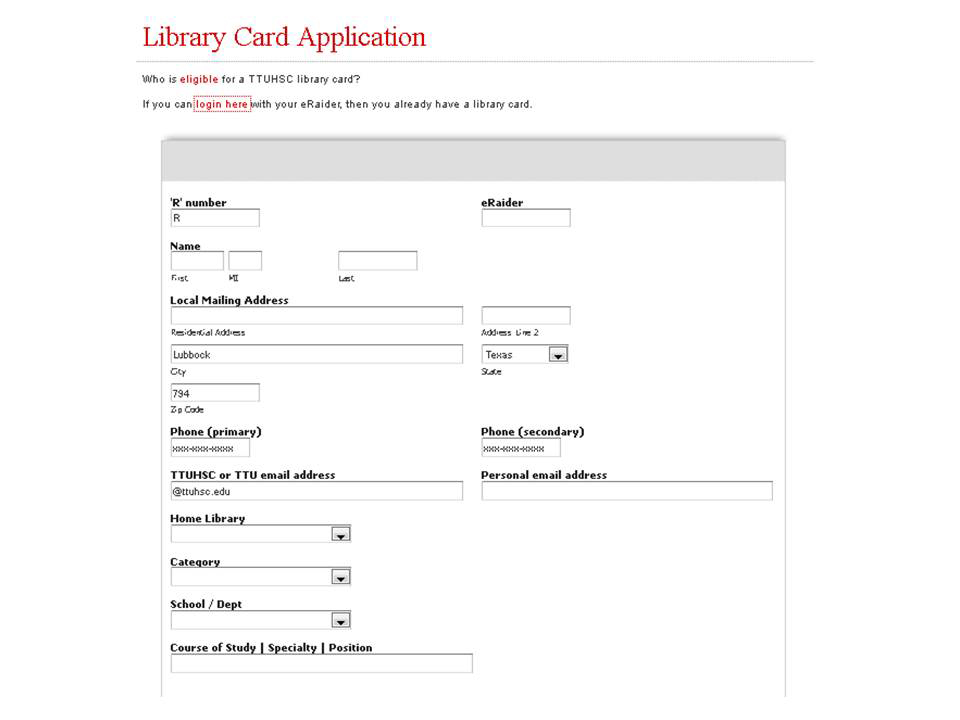 Library Card Application
Who is eligible for a TTUHSC library card?
If you can login here with your eRaider, then you already have a library card.
'R' number eRaider
R
Name
First MI Last
Local Mailing Address
Residential Address Address Line 2
Lubbock Texas
City State
794
Zip Code
Phone (primary) Phone (secondary)
xxx-xxx-xxxx xxx-xxx-xxxx
TTUHSC or TTU email address Personal email address
@ttuhsc.edu
Home Library
Category
School / Dept
Course of Study | Specialty | Position